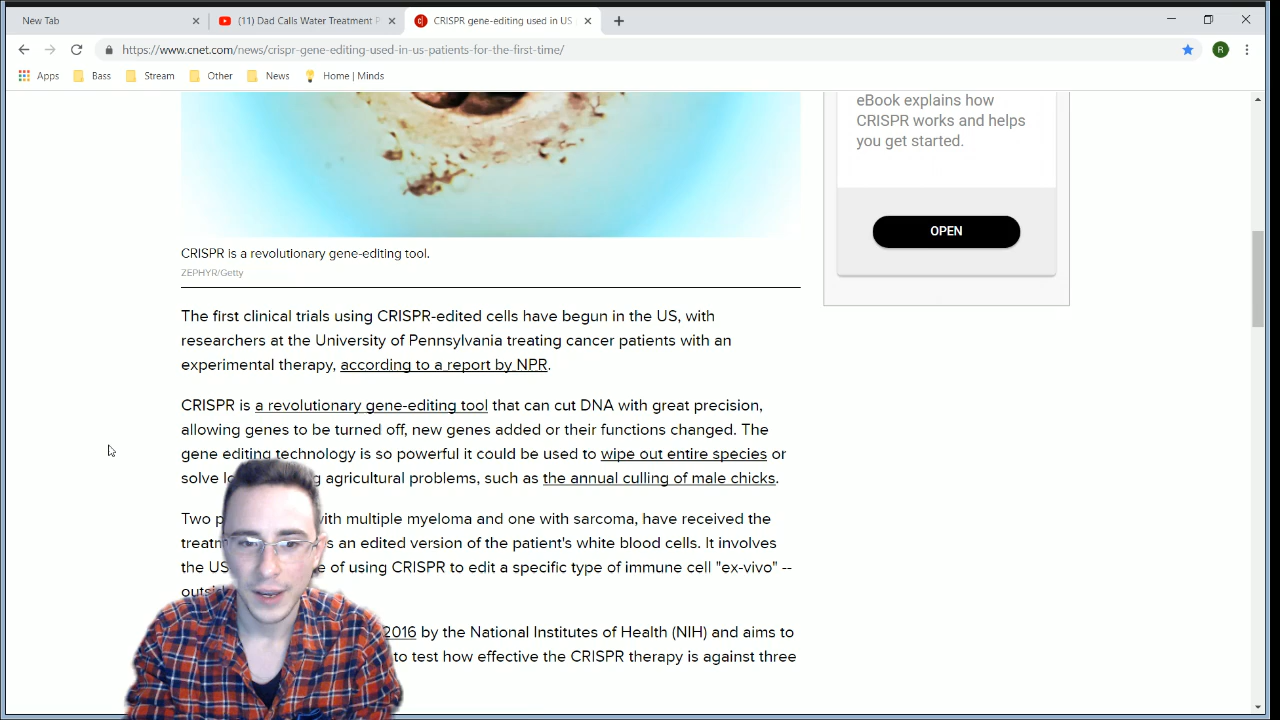 New Tab
(11) Dad Calls Water Treatment P
CRISPR gene-editing used in US
https://www.cnet.com/news/crispr-gene-editing-used-in-us-patients-for-the-first-time/
R
Apps Bass Stream Other News Home | Minds
eBook explains how
CRISPR works and helps
you get started.
OPEN
CRISPR is a revolutionary gene-editing tool.
ZEPHYR/Getty
The first clinical trials using CRISPR-edited cells have begun in the US, with
researchers at the University of Pennsylvania treating cancer patients with an
experimental therapy, according to a report by NPR.
CRISPR is a revolutionary gene-editing tool that can cut DNA with great precision,
allowing genes to be turned off, new genes added or their functions changed. The
gene editing technology is so powerful it could be used to wipe out entire species or
solve agricultural problems, such as the annual culling of male chicks.
Two with multiple myeloma and one with sarcoma, have received the
an edited version of the patient's white blood cells. It involves
the US of using CRISPR to edit a specific type of immune cell "ex-vivo" --
2016 by the National Institutes of Health (NIH) and aims to
to test how effective the CRISPR therapy is against three